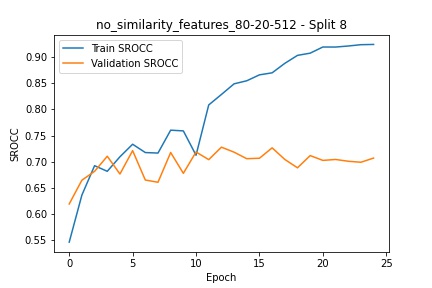 no_similarity_features_80-20-512 - Split 8
Train SROCC
Validation SROCC
SROCC
0.90
0.85
0.80
0.75
0.70
0.65
0.60
0.55
0 5 10 15 20 25
Epoch